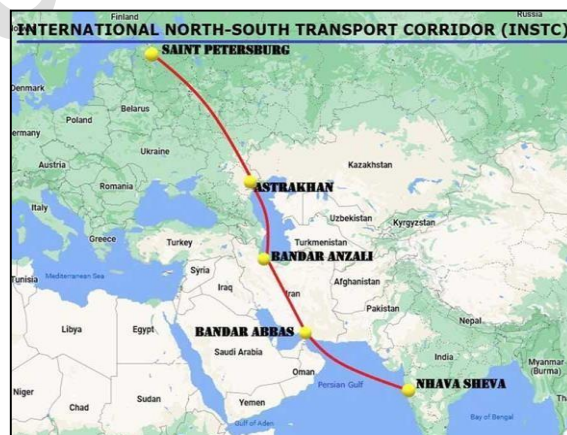 INTERNATIONAL NORTH-SOUTH TRANSPORT CORRIDOR (INSTC)
Finland
Russia
SAINT PETERSBURG
Denmark
Belarus
Poland
Germany
Ukraine
Kazakhstan
Austria
ASTRAKHAN
Romania
Italy
Uzbekistan
Kyrgyzstan
Greece
Turkey
Turkmenistan
BANDAR ANZALI
Tunisia
Mediterranean Sea
Syria
Iraq
Iran
Afghanistan
Pakistan
BANDAR ABBAS
Nepal
Libya
Egypt
Saudi Arabia
Oman
India
Myanmar
(Burma)
Persian Gulf
NHAVA SHEVA
Niger
Chad
Sudan
Yemen
Gulf of Aden
Bay of Bengal